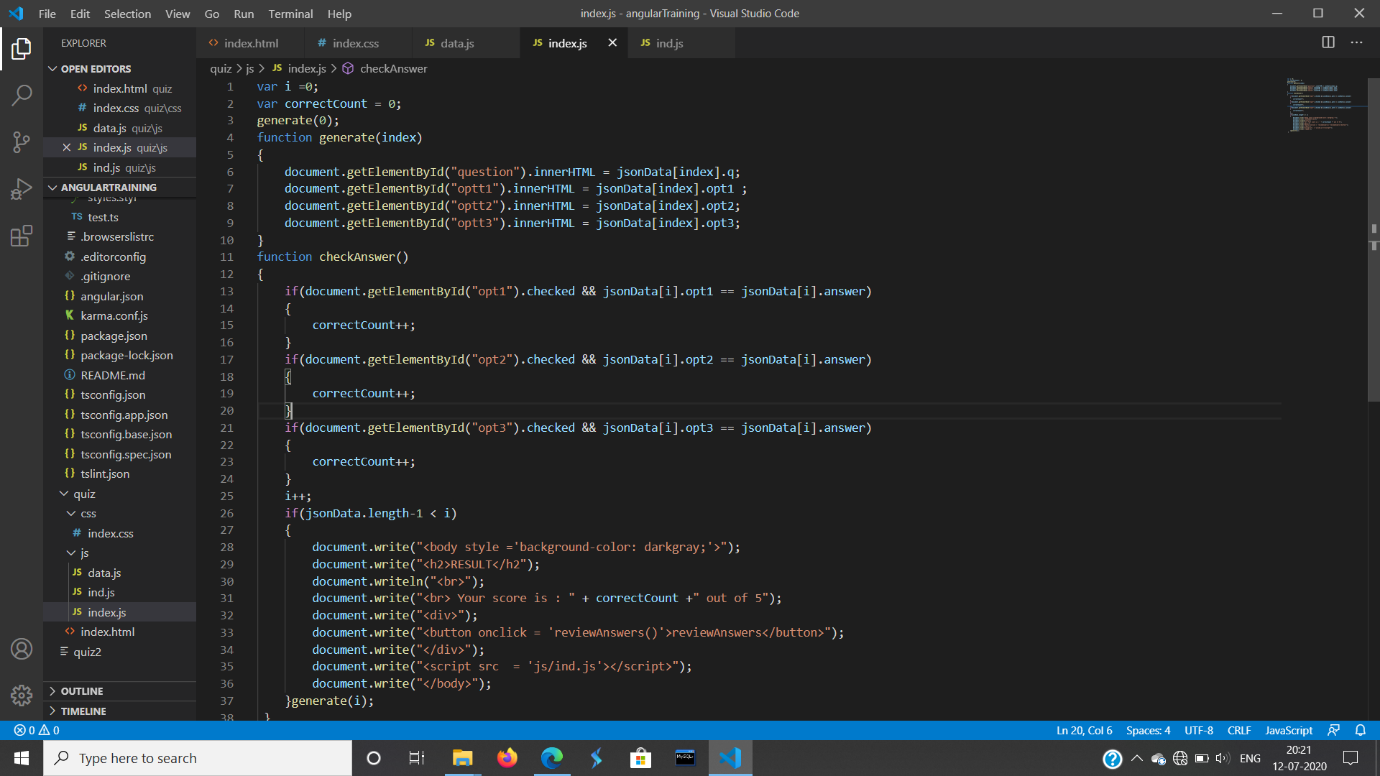 File Edit Selection View Go Run Terminal Help
index.js - angularTraining - Visual Studio Code
EXPLORER
OPEN EDITORS
index.html quiz
index.css quiz\css
data.js quiz\js
index.js quiz\js
ind.js quiz\js
ANGULARTRAINING
styles.styl
TS test.ts
.browserslistrc
.editorconfig
.gitignore
{} angular.json
karma.conf.js
{} package.json
{} package-lock.json
README.md
{} tsconfig.json
{} tsconfig.app.json
{} tsconfig.base.json
{} tsconfig.spec.json
{} tslint.json
quiz
css
# index.css
js
JS data.js
JS ind.js
JS index.js
<> index.html
quiz2
OUTLINE
TIMELINE
<> index.html # index.css JS data.js JS index.js JS ind.js
quiz > js > JS index.js > checkAnswer
1 var i =0;
2 var correctCount = 0;
3 generate(0);
4 function generate(index)
5 {
6 document.getElementById("question").innerHTML = jsonData[index].q;
7 document.getElementById("optt1").innerHTML = jsonData[index].opt1 ;
8 document.getElementById("optt2").innerHTML = jsonData[index].opt2;
9 document.getElementById("optt3").innerHTML = jsonData[index].opt3;
10 }
11 function checkAnswer()
12 {
13 if(document.getElementById("opt1").checked && jsonData[i].opt1 == jsonData[i].answer)
14 {
15 correctCount++;
16 }
17 if(document.getElementById("opt2").checked && jsonData[i].opt2 == jsonData[i].answer)
18 {
19 correctCount++;
20 }
21 if(document.getElementById("opt3").checked && jsonData[i].opt3 == jsonData[i].answer)
22 {
23 correctCount++;
24 }
25 i++;
26 if(jsonData.length-1 < i)
27 {
28 document.write("<body style ='background-color: darkgray;'>");
29 document.write("<h2>RESULT</h2");
30 document.writeln("<br>");
31 document.write("<br> Your score is : " + correctCount +" out of 5");
32 document.write("<div>");
33 document.write("<button onclick = 'reviewAnswers()'>reviewAnswers</button>");
34 document.write("</div>");
35 document.write("<script src  = 'js/ind.js'></script>");
36 document.write("</body>");
37 }generate(i);
38 }
0 0
Ln 20, Col 6 Spaces: 4 UTF-8 CRLF JavaScript
Type here to search
MySQL
ENG
20:21
12-07-2020